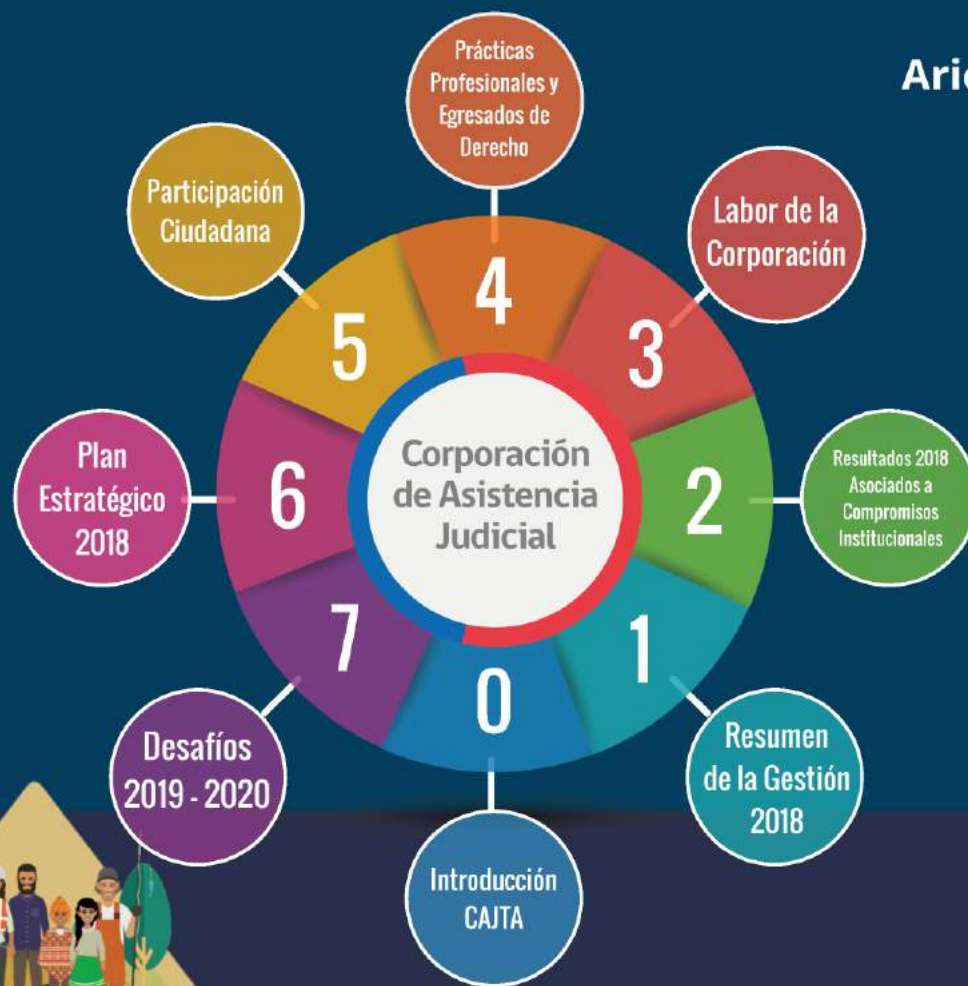 Prácticas
Profesionales y
Egresados de
Derecho
Participación
Ciudadana
Labor de la
Corporación
4
5
3
Plan
Estratégico
2018
6
Corporación
de Asistencia
Judicial
2
Resultados 2018
Asociados a
Compromisos
Institucionales
7
1
0
Desafíos
2019 - 2020
Resumen
de la Gestión
2018
Introducción
CAJTA